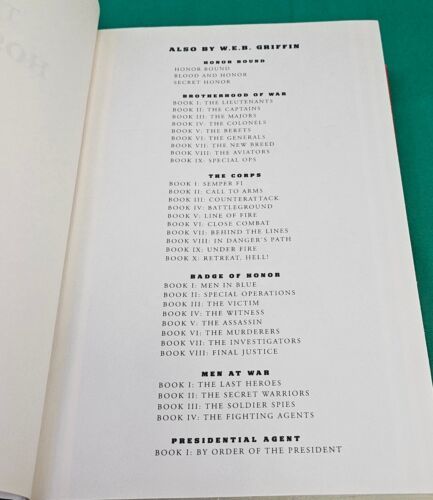 T
HOS
ALSO BY W.E.B. GRIFFIN
HONOR BOUND
HONOR BOUND
BLOOD AND HONOR
SECRET HONOR
BROTHERHOOD OF WAR
BOOK I: THE LIEUTENANTS
BOOK II: THE CAPTAINS
BOOK III: THE MAJORS
BOOK IV: THE COLONELS
BOOK V: THE BERETS
BOOK VI: THE GENERALS
BOOK VII: THE NEW BREED
BOOK VIII: THE AVIATORS
BOOK IX: SPECIAL OPS
THE CORPS
BOOK I: SEMPER FI
BOOK II: CALL TO ARMS
BOOK III: COUNTERATTACK
BOOK IV: BATTLEGROUND
BOOK V: LINE OF FIRE
BOOK VI: CLOSE COMBAT
BOOK VII: BEHIND THE LINES
BOOK VIII: IN DANGER'S PATH
BOOK IX: UNDER FIRE
BOOK X: RETREAT, HELL!
BADGE OF HONOR
BOOK I: MEN IN BLUE
BOOK II: SPECIAL OPERATIONS
BOOK III: THE VICTIM
BOOK IV: THE WITNESS
BOOK V: THE ASSASSIN
BOOK VI: THE MURDERERS
BOOK VII: THE INVESTIGATORS
BOOK VIII: FINAL JUSTICE
MEN AT WAR
BOOK I: THE LAST HEROES
BOOK II: THE SECRET WARRIORS
BOOK III: THE SOLDIER SPIES
BOOK IV: THE FIGHTING AGENTS
PRESIDENTIAL AGENT
BOOK I: BY ORDER OF THE PRESIDENT